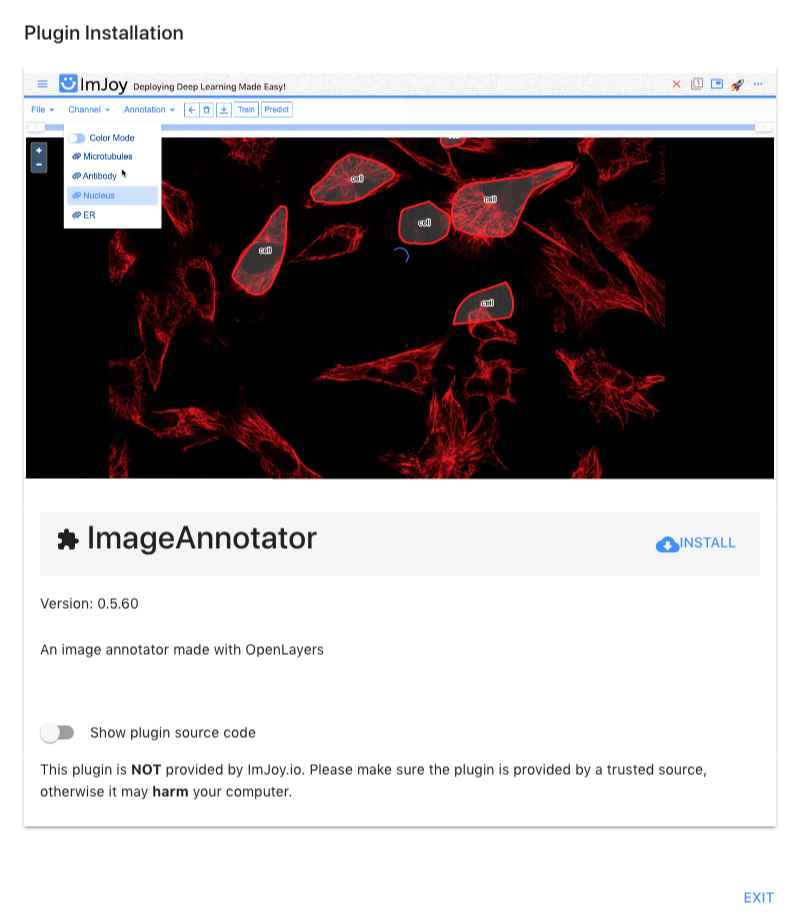 Plugin Installation
ImJoy Deploying Deep Learning Made Easy!
1
File Channel Annotation Train Predict
+
-
Color Mode
Microtubules
Antibody
Nucleus
ER
cell
cell
cell
cell
cell
ImageAnnotator
INSTALL
Version: 0.5.60
An image annotator made with OpenLayers
Show plugin source code
This plugin is NOT provided by ImJoy.io. Please make sure the plugin is provided by a trusted source,
otherwise it may harm your computer.
EXIT